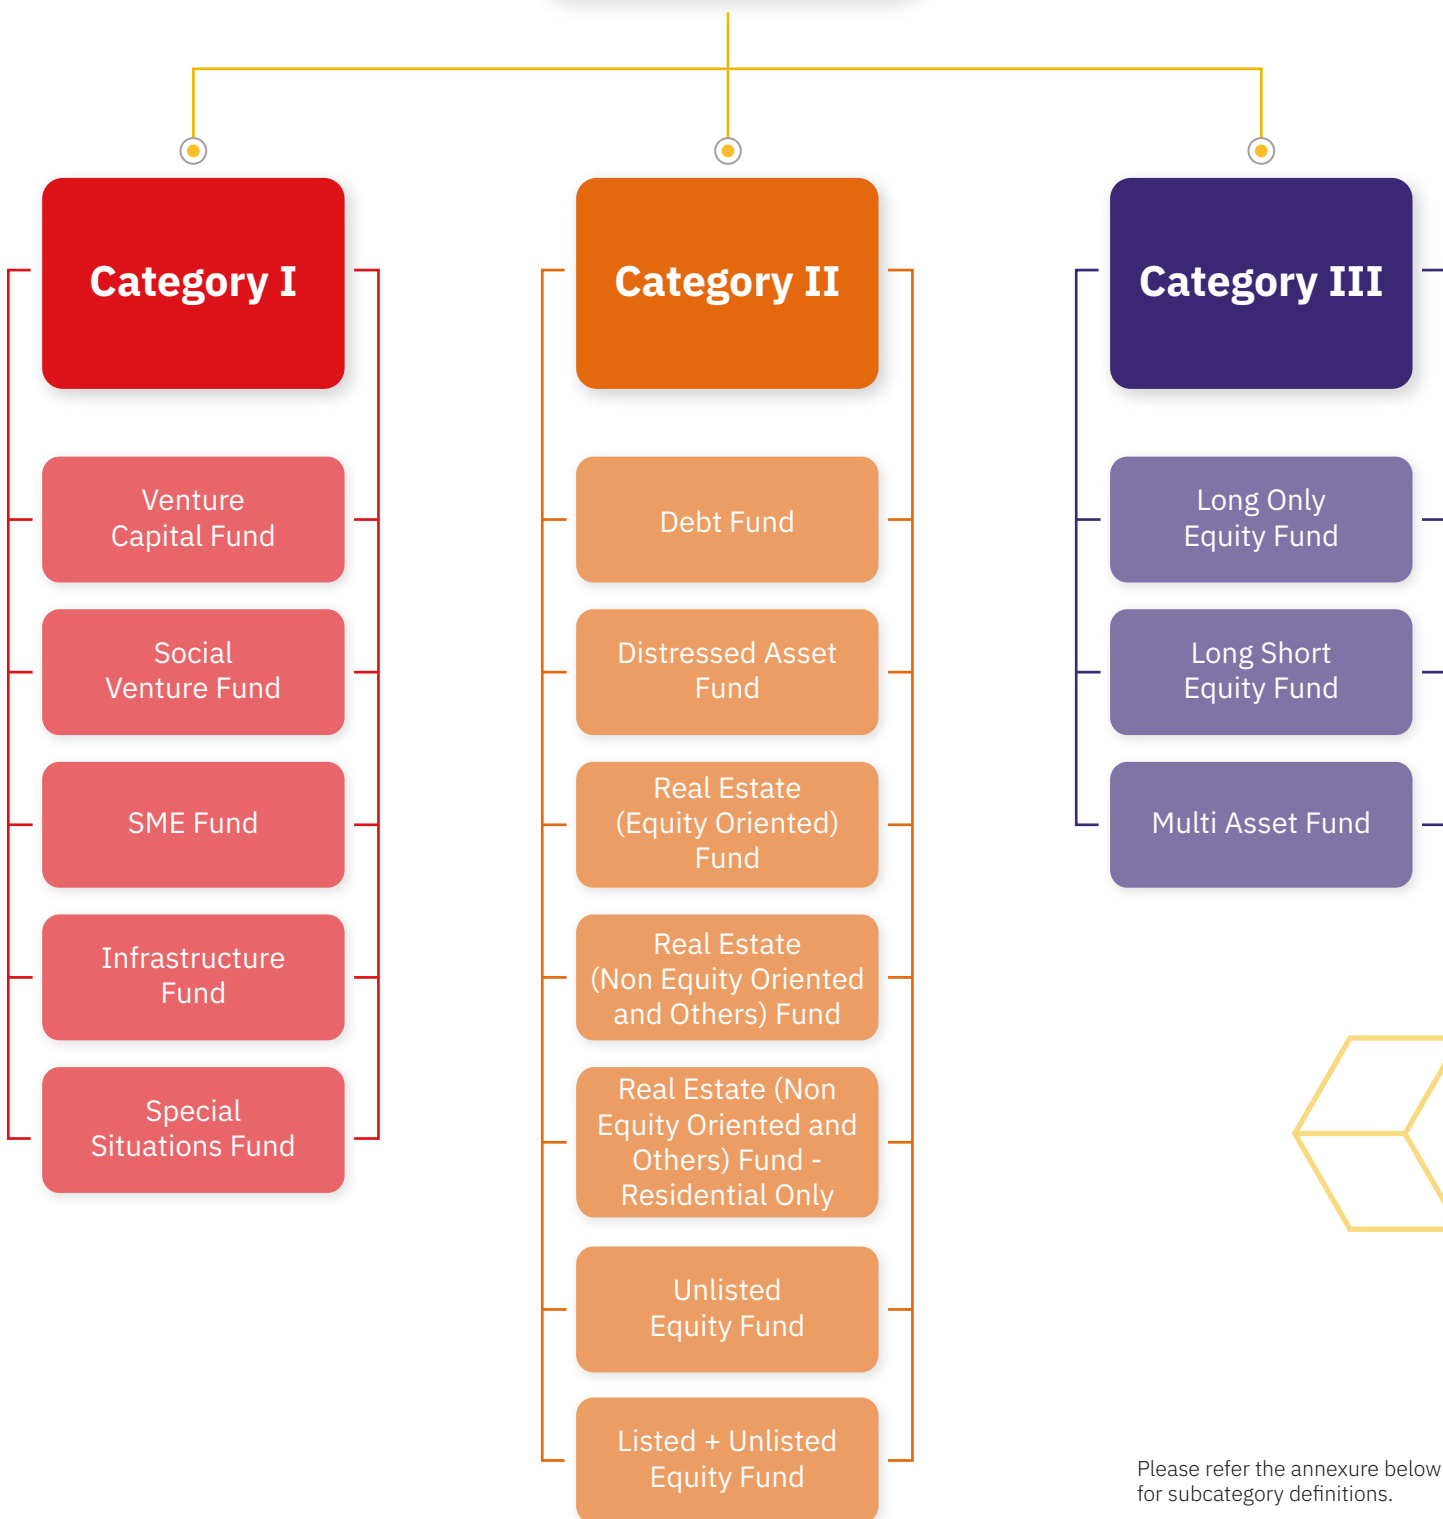 Category I
Venture
Capital Fund
Social
Venture Fund
SME Fund
Infrastructure
Fund
Special
Situations Fund
Category II
Debt Fund
Distressed Asset
Fund
Real Estate
(Equity Oriented)
Fund
Real Estate
(Non Equity Oriented
and Others) Fund
Real Estate (Non
Equity Oriented and
Others) Fund -
Residential Only
Unlisted
Equity Fund
Listed + Unlisted
Equity Fund
Category III
Long Only
Equity Fund
Long Short
Equity Fund
Multi Asset Fund
Please refer the annexure below
for subcategory definitions.